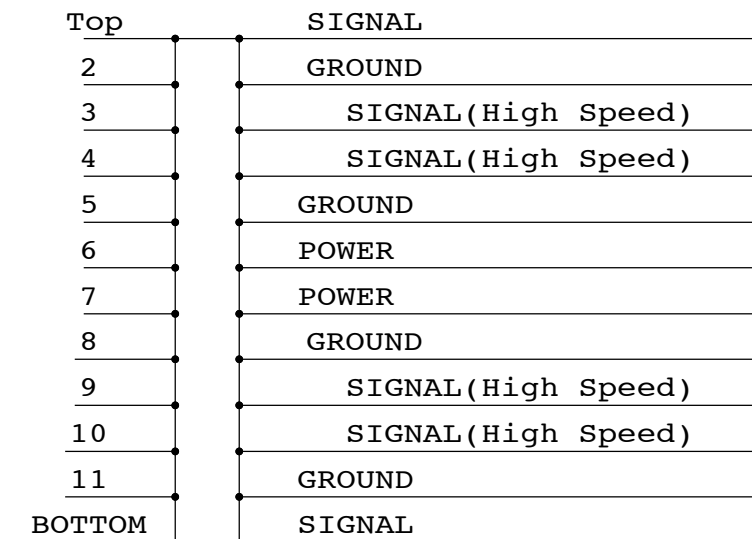 Top SIGNAL
2 GROUND
3 SIGNAL(High Speed)
4 SIGNAL(High Speed)
5 GROUND
6 POWER
7 POWER
8 GROUND
9 SIGNAL(High Speed)
10 SIGNAL(High Speed)
11 GROUND
BOTTOM SIGNAL